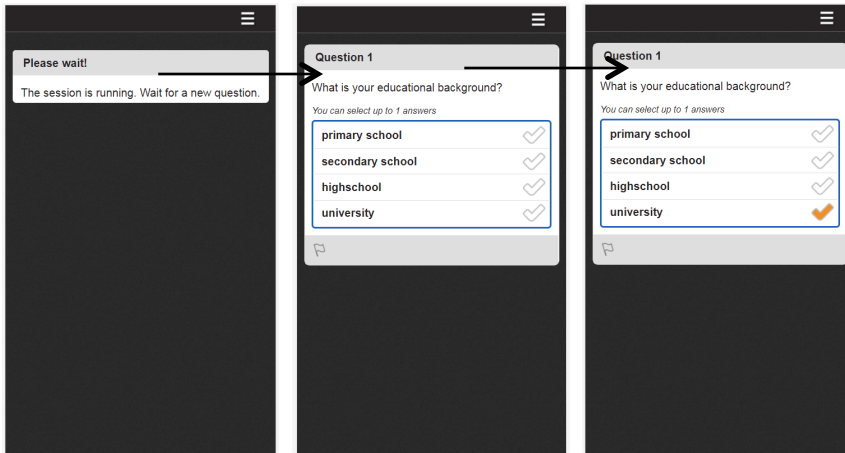 Please wait!
The session is running. Wait for a new question.
Question 1
What is your educational background?
You can select up to 1 answers
primary school
secondary school
highschool
university
Question 1
What is your educational background?
You can select up to 1 answers
primary school
secondary school
highschool
university